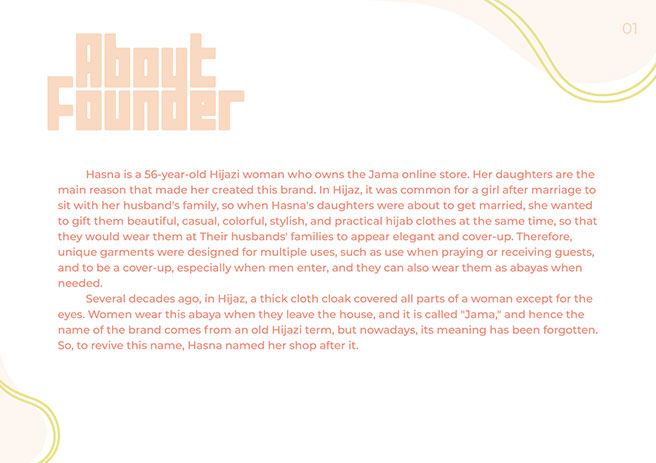 01
About
Founder
Hasna is a 56-year-old Hijazi woman who owns the Jama online store. Her daughters are the
main reason that made her created this brand. In Hijaz, it was common for a girl after marriage to
sit with her husband's family, so when Hasna's daughters were about to get married, she wanted
to gift them beautiful, casual, colorful, stylish, and practical hijab clothes at the same time, so that
they would wear them at Their husbands' families to appear elegant and cover-up. Therefore,
unique garments were designed for multiple uses, such as use when praying or receiving guests,
and to be a cover-up, especially when men enter, and they can also wear them as abayas when
needed.
Several decades ago, in Hijaz, a thick cloth cloak covered all parts of a woman except for the
eyes. Women wear this abaya when they leave the house, and it is called "Jama," and hence the
name of the brand comes from an old Hijazi term, but nowadays, its meaning has been forgotten.
So, to revive this name, Hasna named her shop after it.